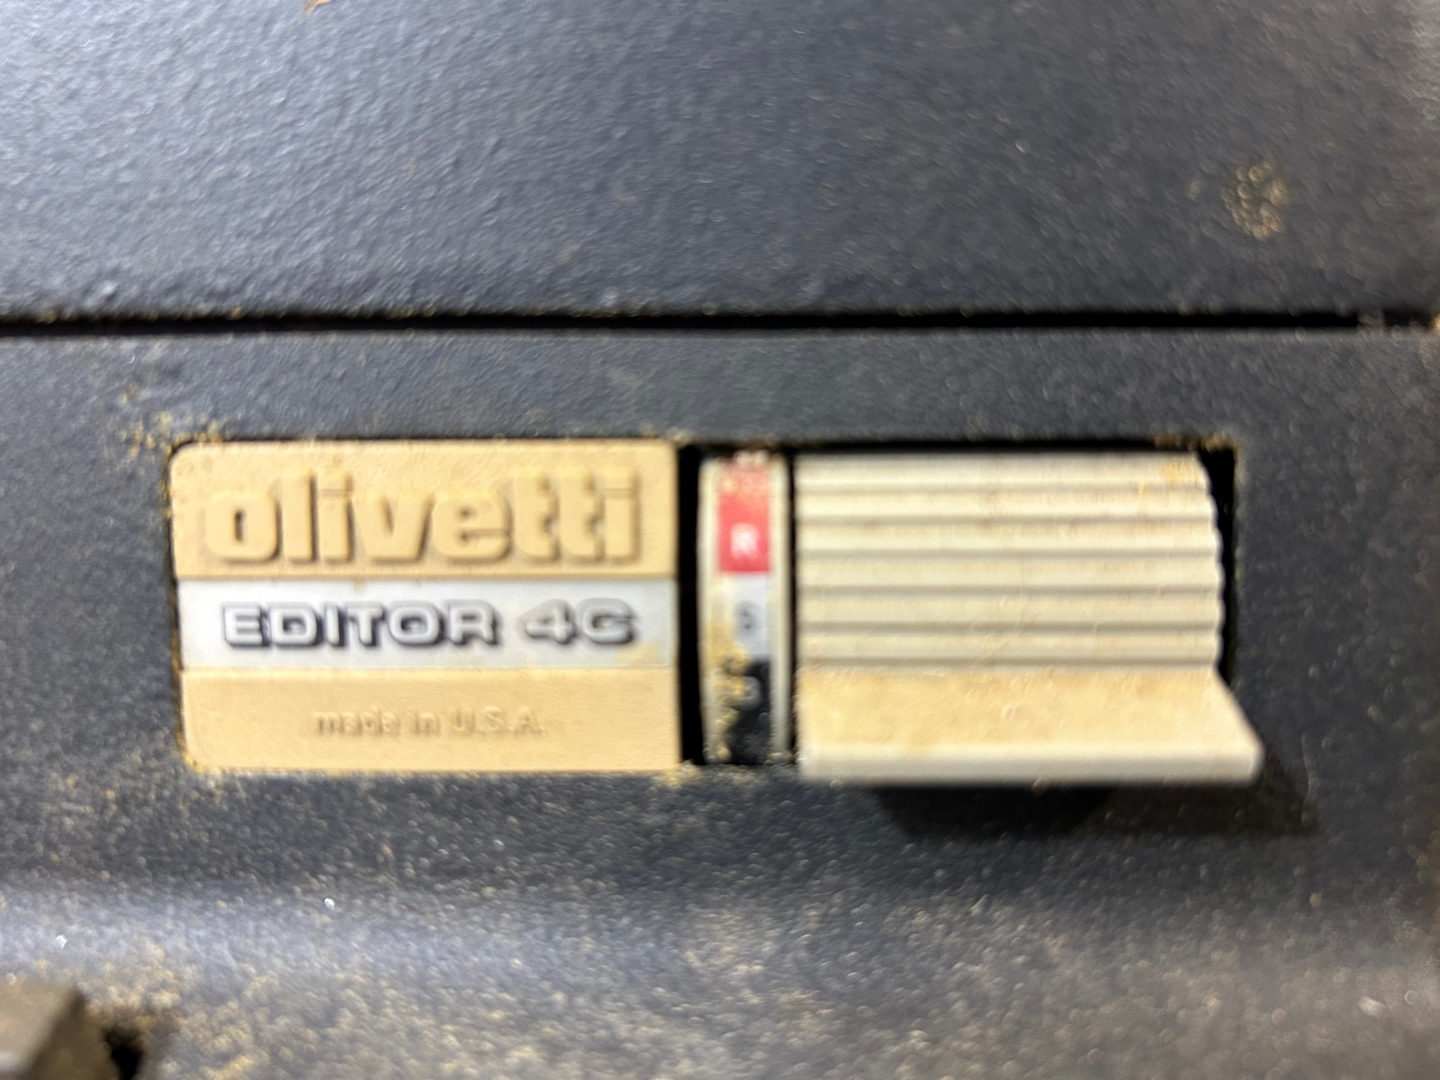 olivetti
EDITOR 4C
made in U.S.A.
R